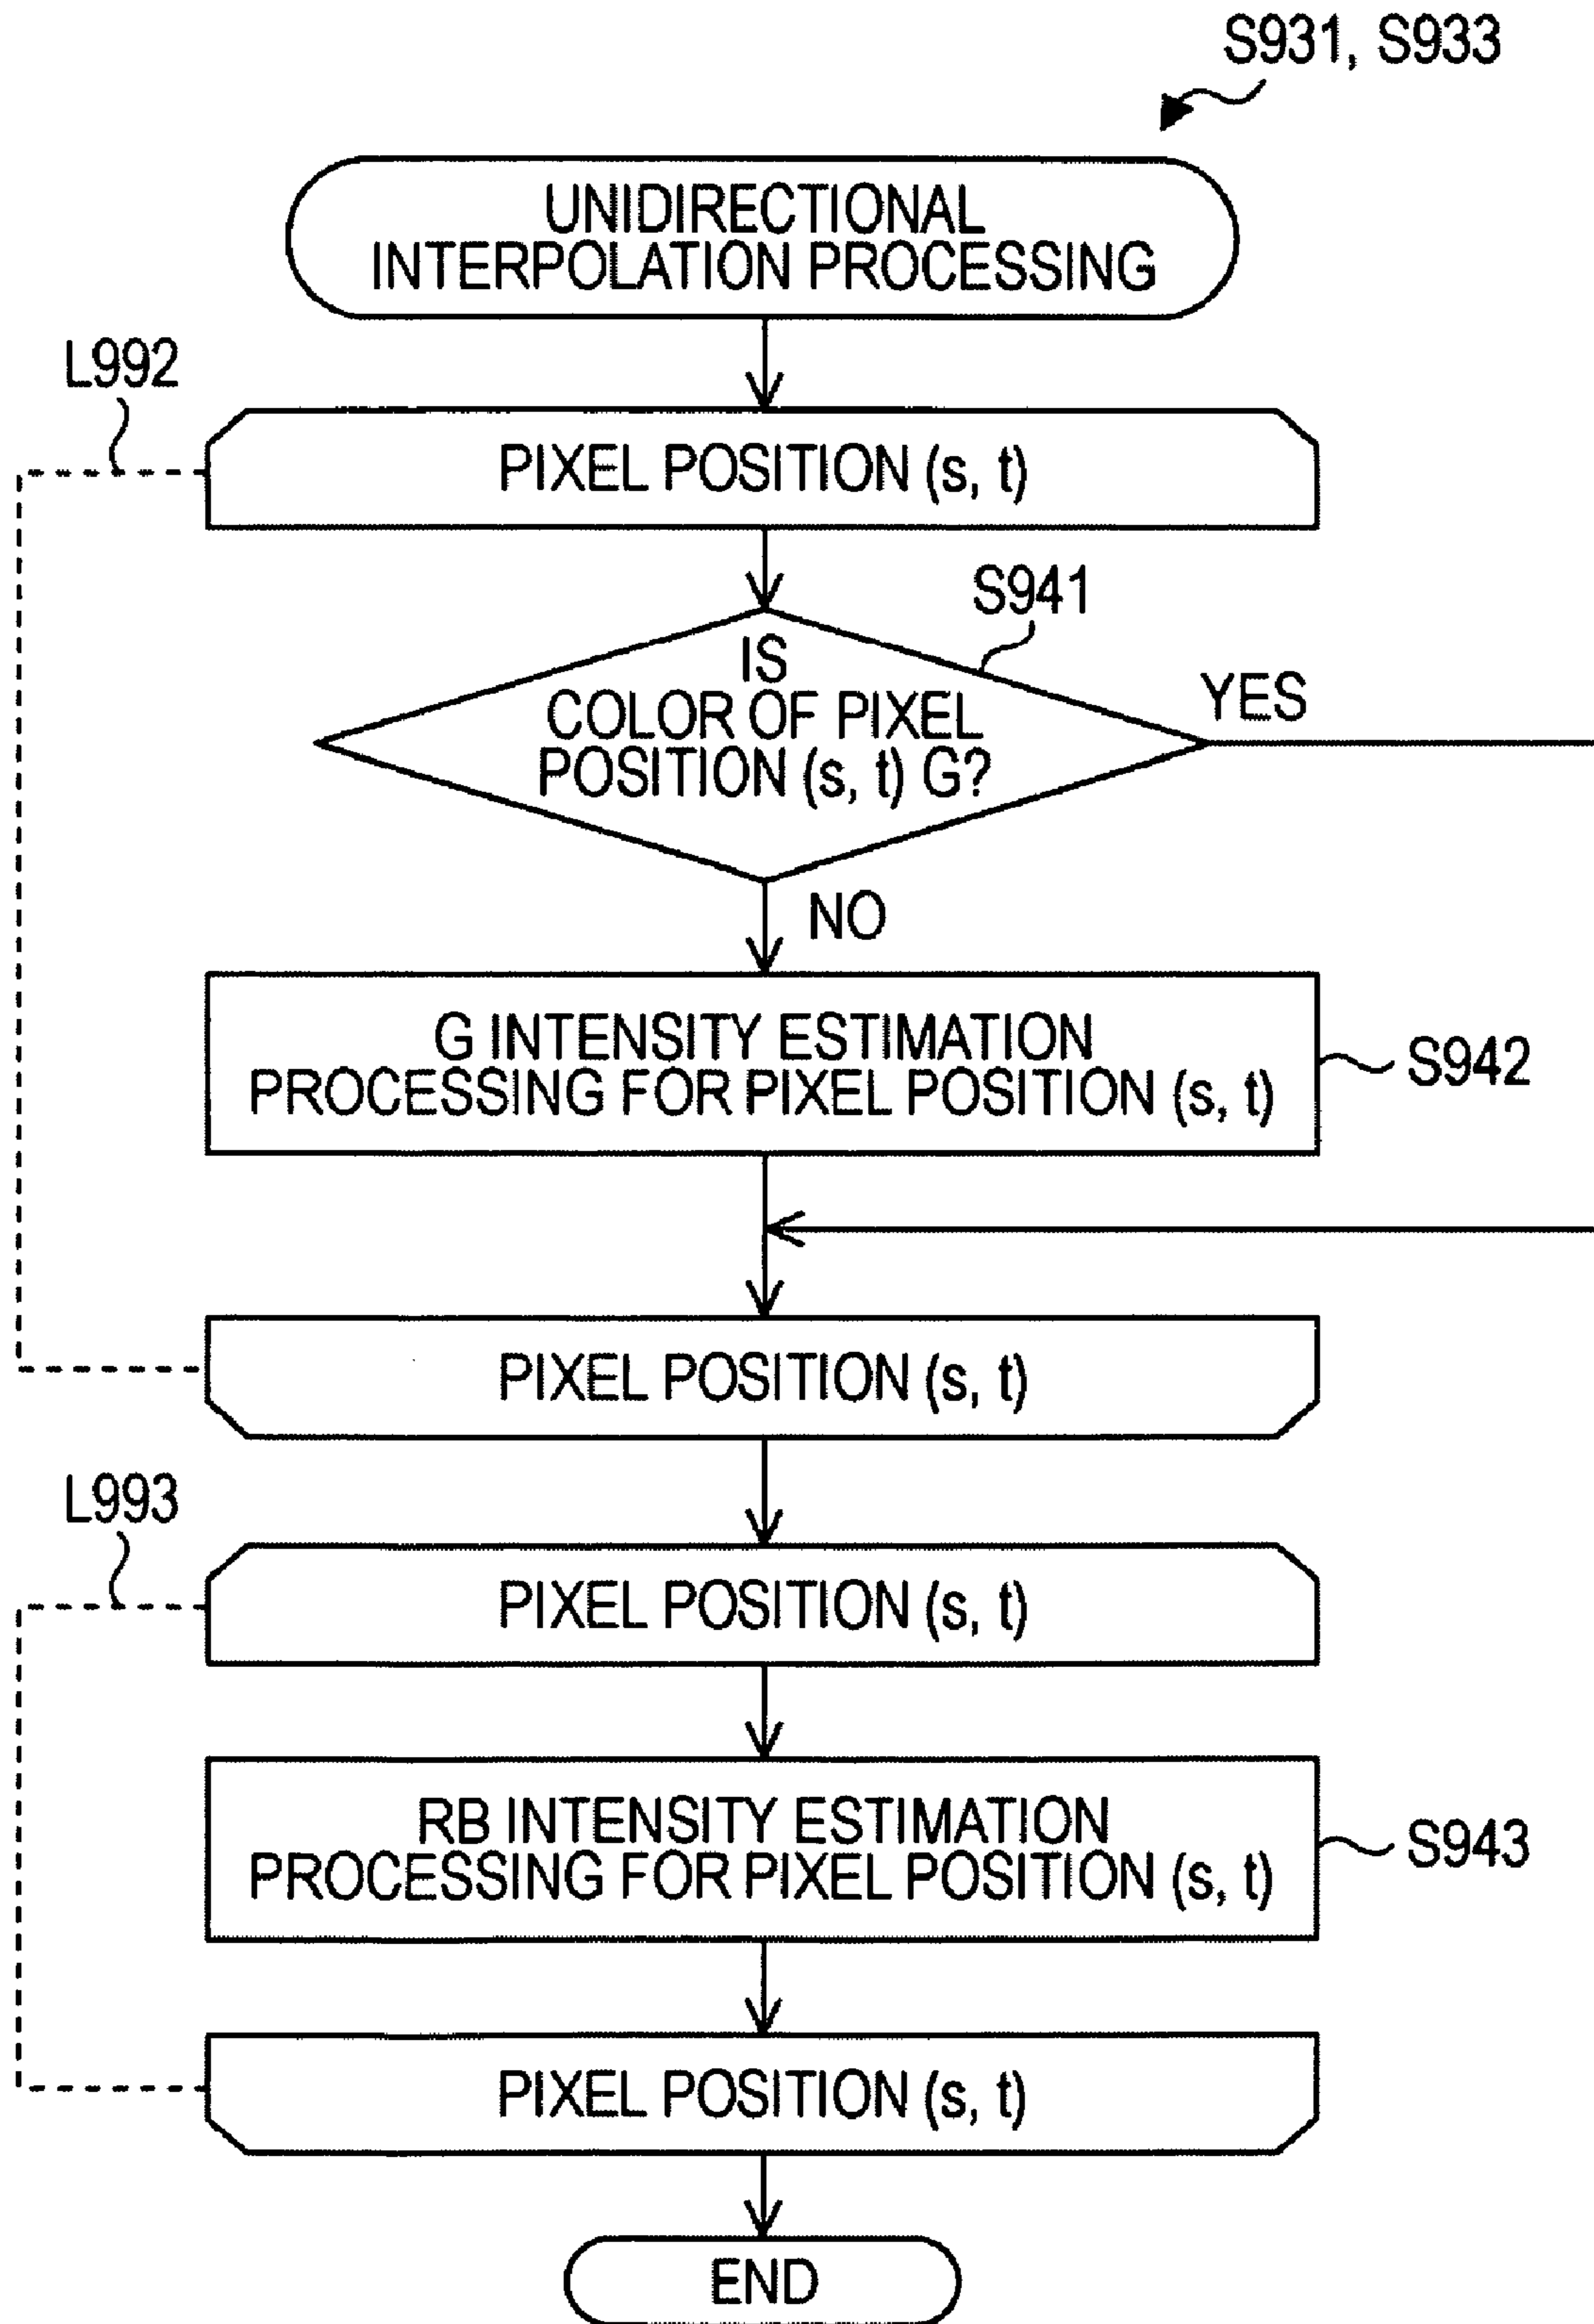 S931, S933
UNIDIRECTIONAL
INTERPOLATION PROCESSING
L992
PIXEL POSITION (s, t)
S941
IS
COLOR OF PIXEL
POSITION (s, t) G?
YES
NO
G INTENSITY ESTIMATION
PROCESSING FOR PIXEL POSITION (s, t)
S942
PIXEL POSITION (s, t)
L993
PIXEL POSITION (s, t)
RB INTENSITY ESTIMATION
PROCESSING FOR PIXEL POSITION (s, t)
S943
PIXEL POSITION (s, t)
END